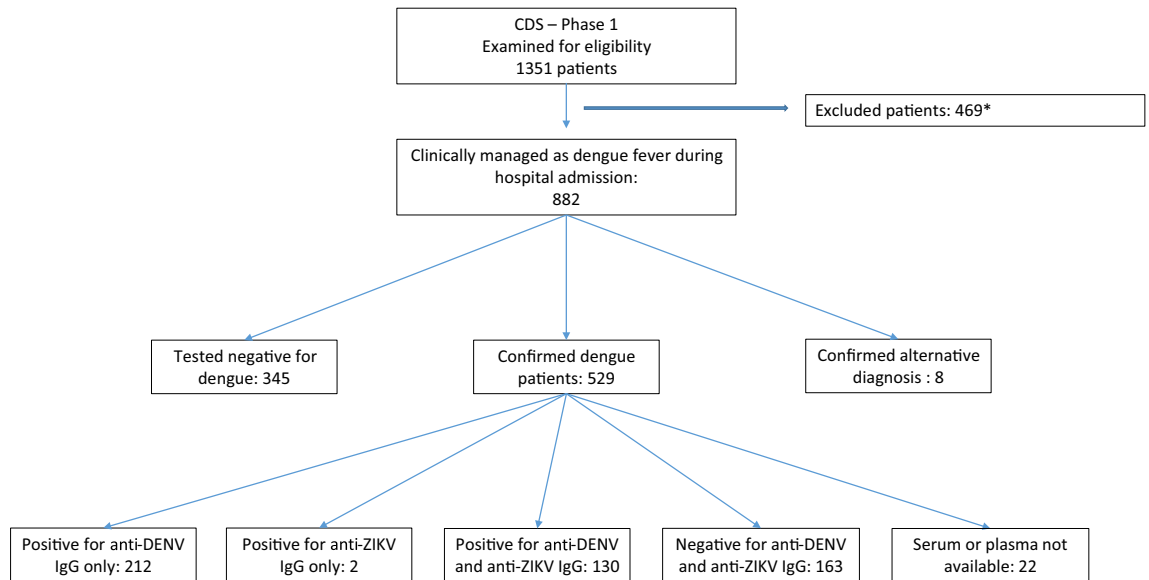 CDS – Phase 1
Examined for eligibility
1351 patients
Excluded patients: 469*
Clinically managed as dengue fever during
hospital admission:
882
Tested negative for
dengue: 345
Confirmed dengue
patients: 529
Confirmed alternative
diagnosis : 8
Positive for anti-DENV
IgG only: 212
Positive for anti-ZIKV
IgG only: 2
Positive for anti-DENV
and anti-ZIKV IgG: 130
Negative for anti-DENV
and anti-ZIKV IgG: 163
Serum or plasma not
available: 22